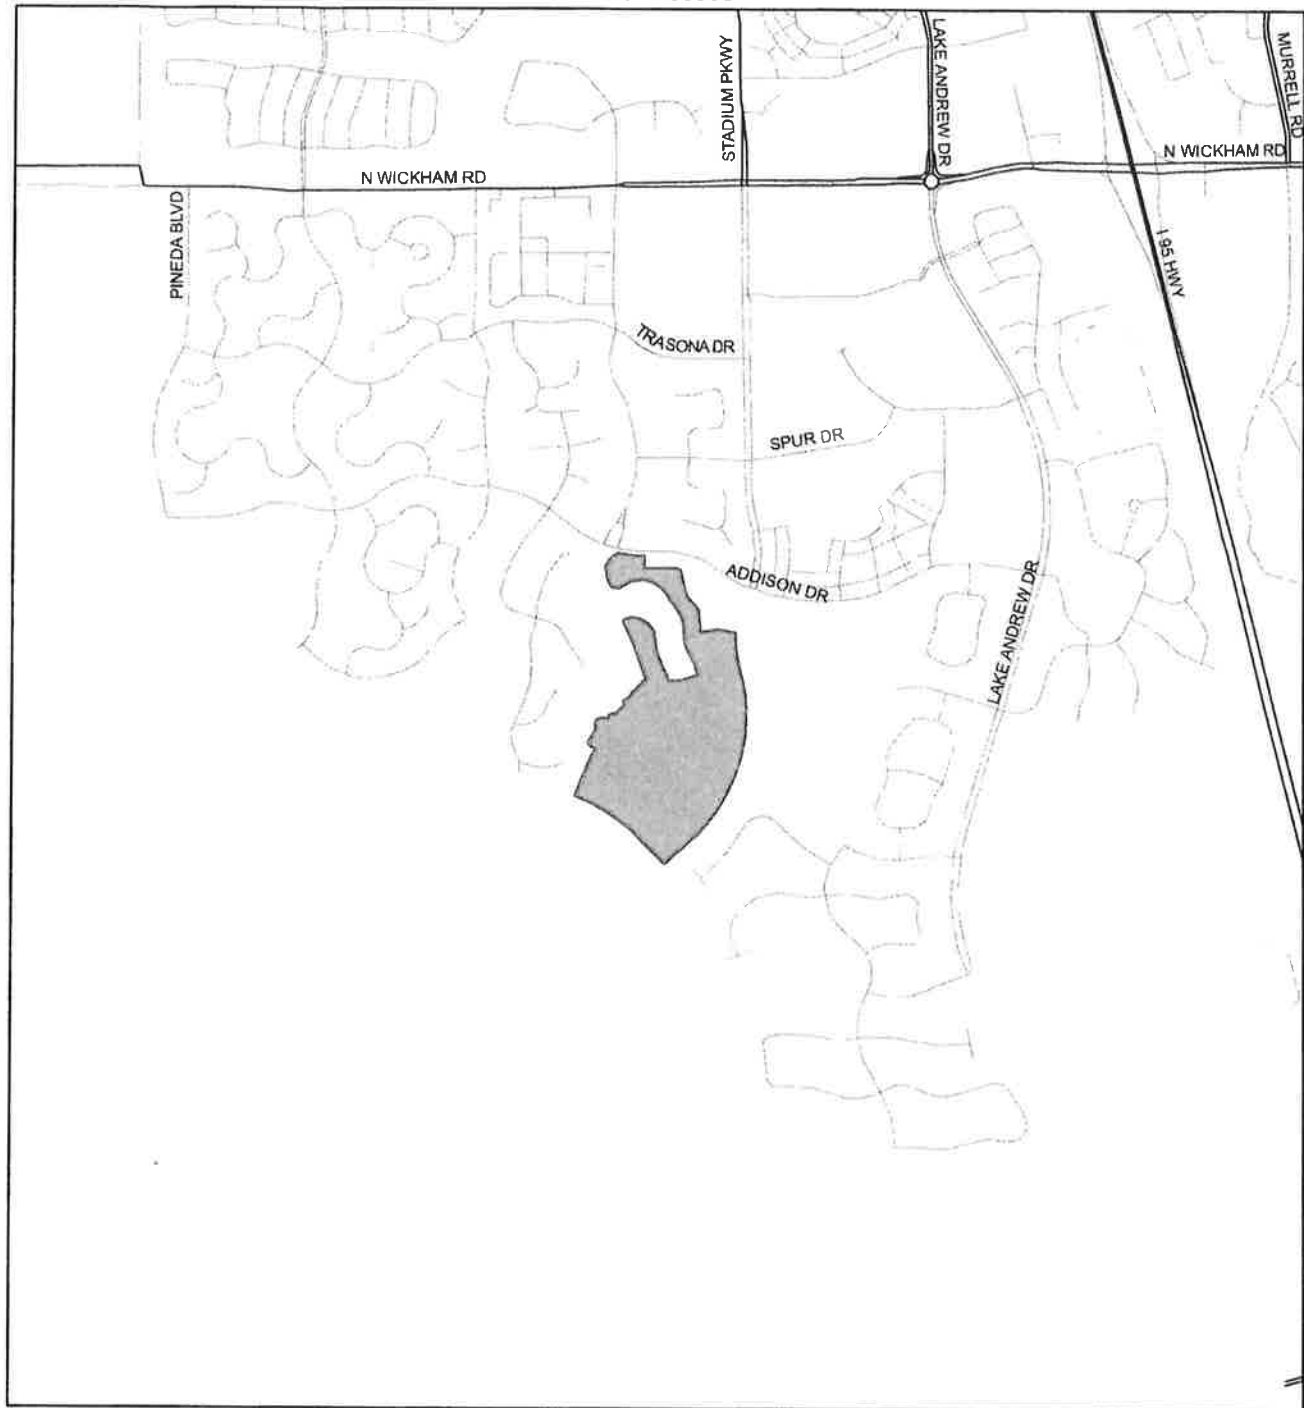 STADIUM PKWY
LAKE ANDREW DR
MURRELL RD
N WICKHAM RD
N WICKHAM RD
PINEDA BLVD
I 95 HWY
TRASONA DR
SPUR DR
ADDISON DR
LAKE ANDREW DR